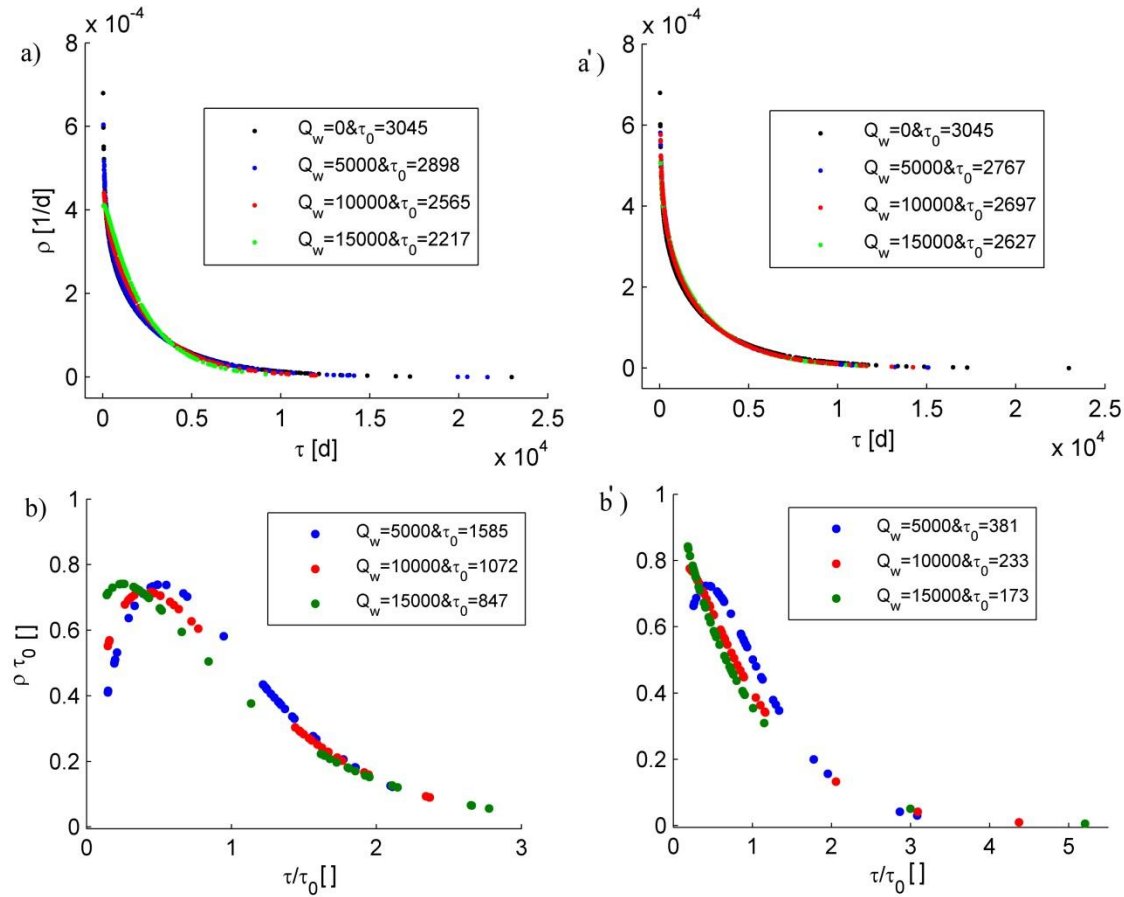 x 10⁻⁴
a)
8
6
4
2
0
ρ [1/d]
Q_w=0&τ_0=3045
Q_w=5000&τ_0=2898
Q_w=10000&τ_0=2565
Q_w=15000&τ_0=2217
0 0.5 1 1.5 2 2.5
τ [d]
x 10⁴
x 10⁻⁴
a')
8
6
4
2
0
Q_w=0&τ_0=3045
Q_w=5000&τ_0=2767
Q_w=10000&τ_0=2697
Q_w=15000&τ_0=2627
0 0.5 1 1.5 2 2.5
τ [d]
x 10⁴
b)
1
0.8
0.6
0.4
0.2
0
ρ τ_0 []
Q_w=5000&τ_0=1585
Q_w=10000&τ_0=1072
Q_w=15000&τ_0=847
0 1 2 3
τ/τ_0 []
b')
1
0.8
0.6
0.4
0.2
0
Q_w=5000&τ_0=381
Q_w=10000&τ_0=233
Q_w=15000&τ_0=173
0 1 2 3 4 5
τ/τ_0 []